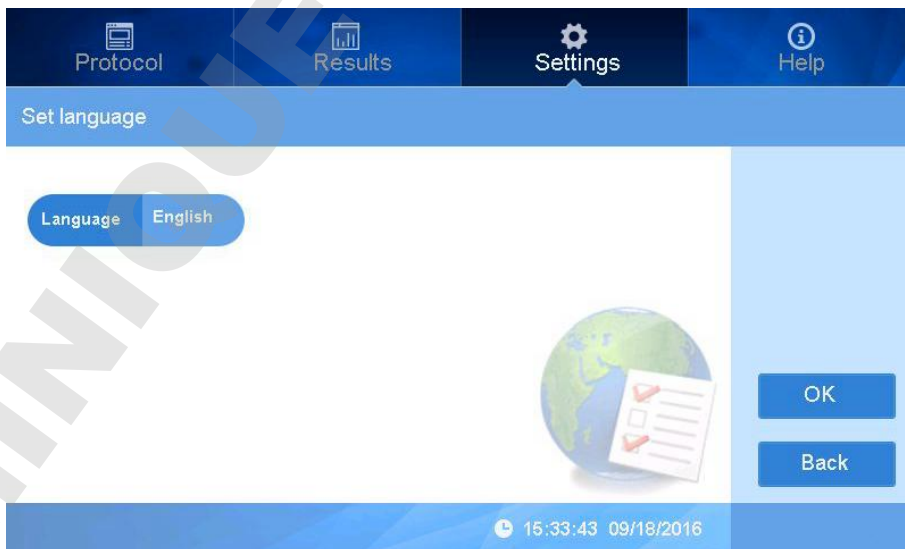 Protocol Results Settings Help
Set language
Language English
OK
Back
15:33:43 09/18/2016